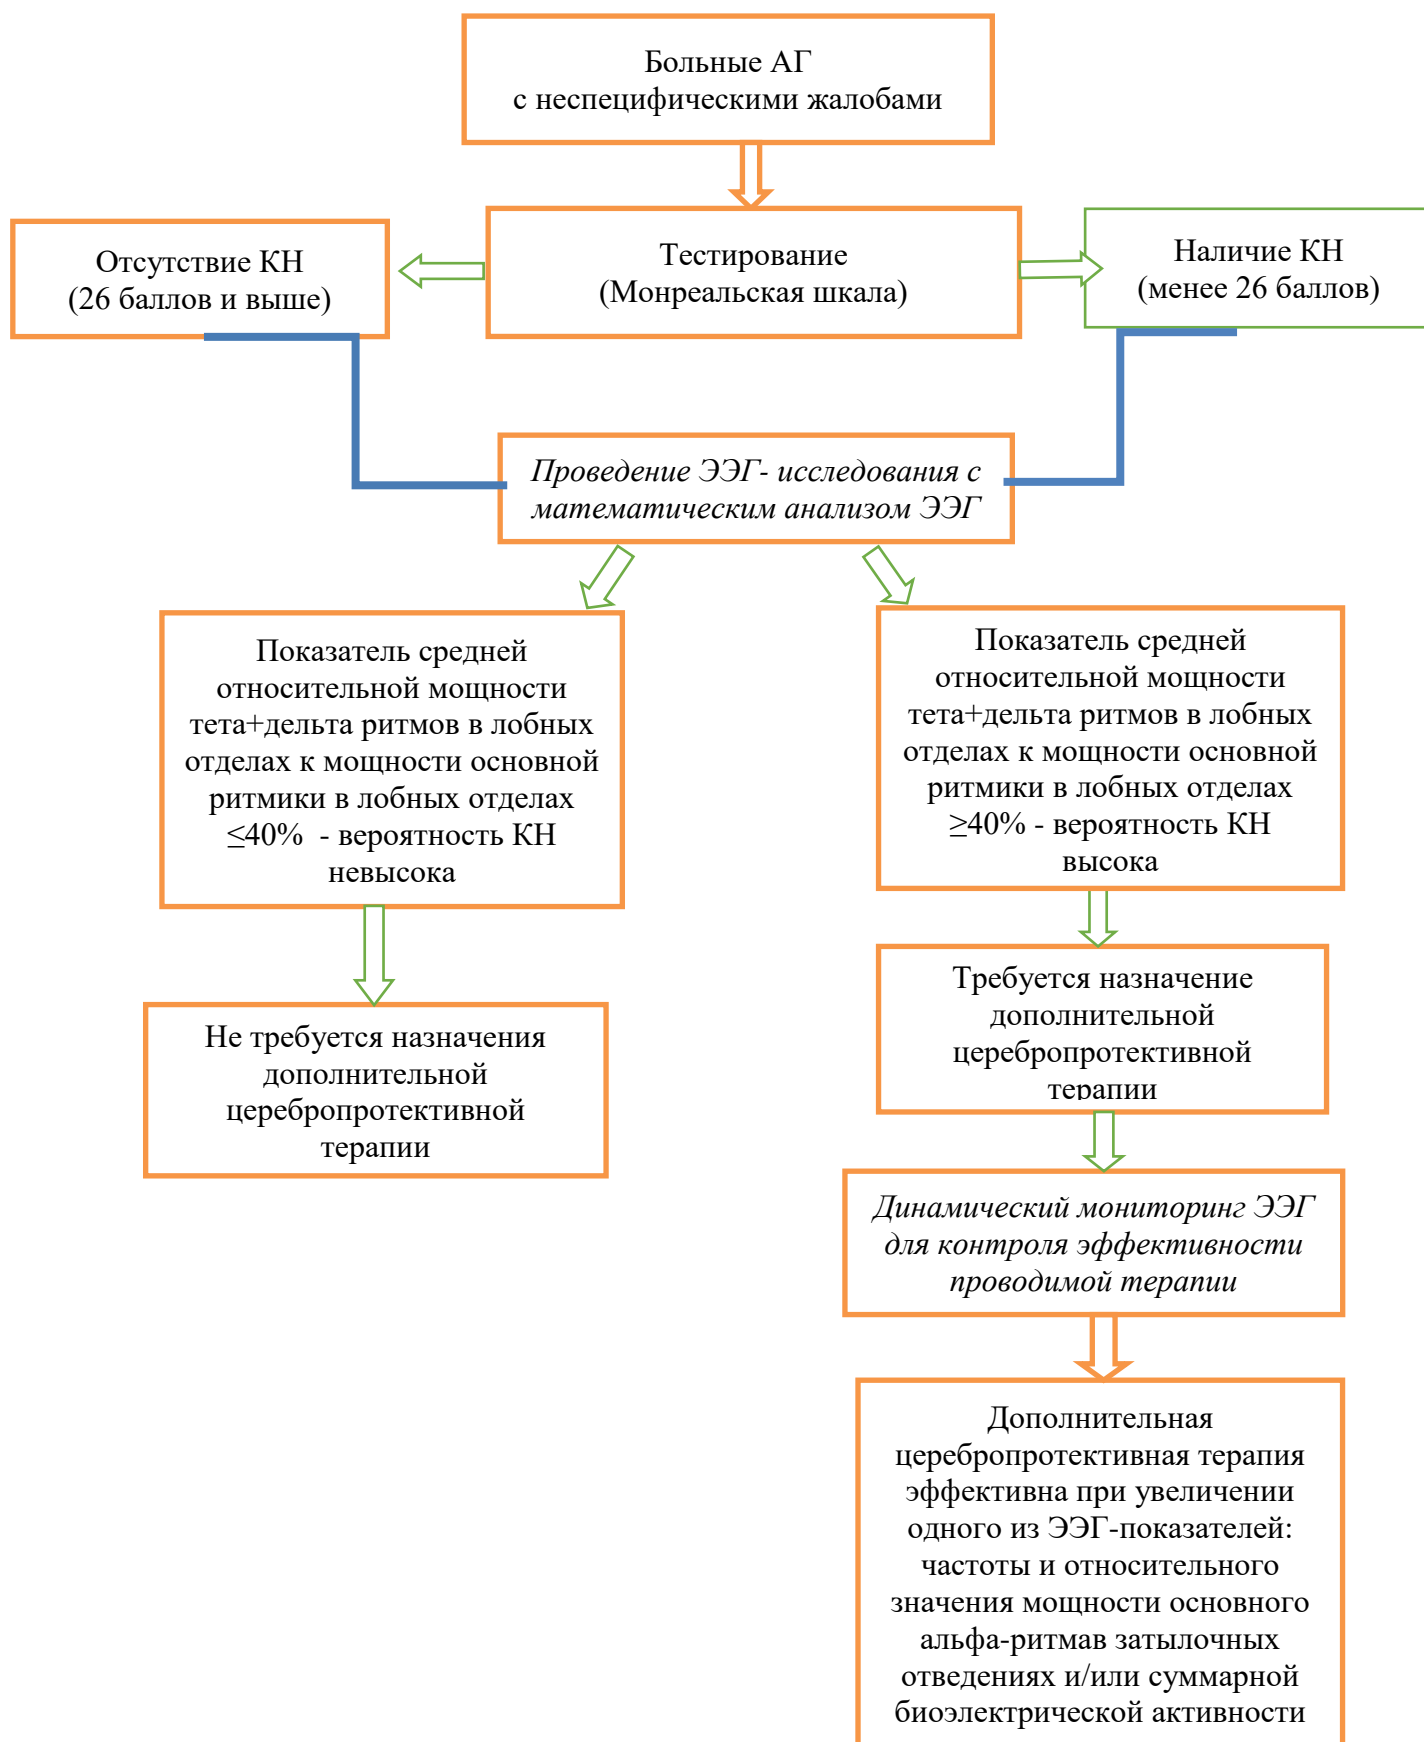 Больные АГ
с неспецифическими жалобами
Отсутствие КН
(26 баллов и выше)
Тестирование
(Монреальская шкала)
Наличие КН
(менее 26 баллов)
Проведение ЭЭГ- исследования с
математическим анализом ЭЭГ
Показатель средней
относительной мощности
тета+дельта ритмов в лобных
отделах к мощности основной
ритмики в лобных отделах
≤40% - вероятность КН
невысока
Показатель средней
относительной мощности
тета+дельта ритмов в лобных
отделах к мощности основной
ритмики в лобных отделах
≥40% - вероятность КН
высока
Не требуется назначения
дополнительной
церебропротективной
терапии
Требуется назначение
дополнительной
церебропротективной
терапии
Динамический мониторинг ЭЭГ
для контроля эффективности
проводимой терапии
Дополнительная
церебропротективная терапия
эффективна при увеличении
одного из ЭЭГ-показателей:
частоты и относительного
значения мощности основного
альфа-ритмав затылочных
отведениях и/или суммарной
биоэлектрической активности